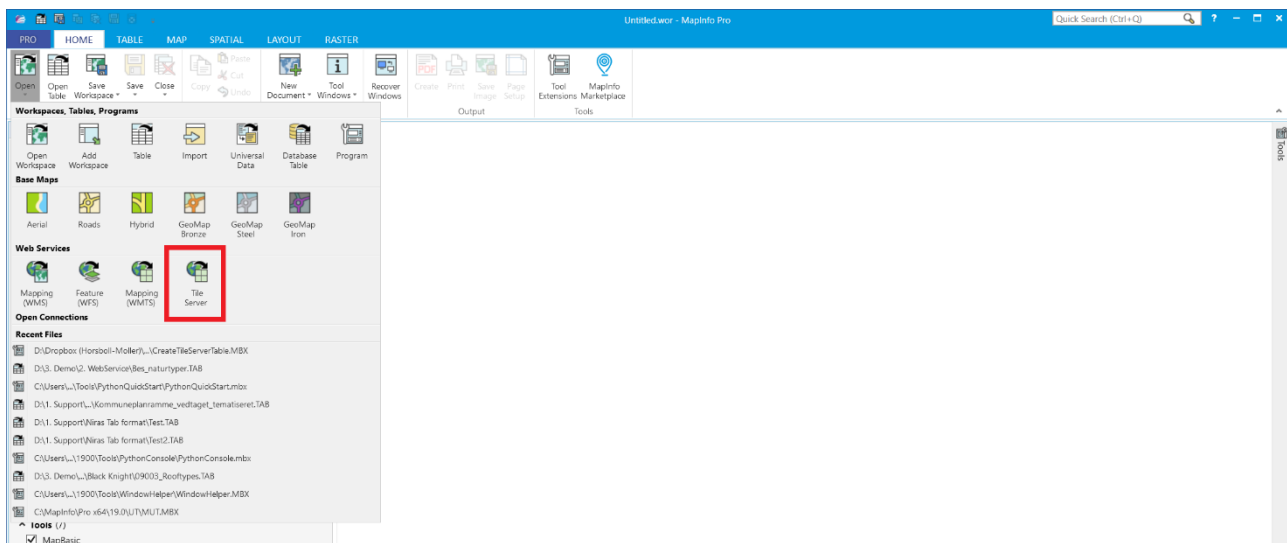 Untitled.wor - MapInfo Pro
Quick Search (Ctrl+Q)
?
PRO HOME TABLE MAP SPATIAL LAYOUT RASTER
Open
Open Table
Save Workspace
Save
Close
Copy
Paste
Cut
Undo
New Document
Tool Windows
Recover Windows
PDF
Create
Print
Save Image
Page Setup
Tool Extensions
MapInfo Marketplace
Output
Tools
Workspaces, Tables, Programs
Open Workspace
Add Workspace
Table
Import
Universal Data
Database Table
Program
Base Maps
Aerial
Roads
Hybrid
GeoMap Bronze
GeoMap Steel
GeoMap Iron
Web Services
Mapping (WMS)
Feature (WFS)
Mapping (WMTS)
Tile Server
Open Connections
Recent Files
D:\Dropbox (Horsboll-Moller)\...\CreateTileServerTable.MBX
D:\3. Demo\2. WebService\Bes_naturtyper.TAB
C:\Users\...\Tools\PythonQuickStart\PythonQuickStart.mbx
D:\1. Support\...\Kommuneplanramme_vedtaget_tematiseret.TAB
D:\1. Support\Niras Tab format\Test.TAB
D:\1. Support\Niras Tab format\Test2.TAB
C:\Users\...\1900\Tools\PythonConsole\PythonConsole.mbx
D:\3. Demo\...\Black Knight\09003_Rooftypes.TAB
C:\Users\...\1900\Tools\WindowHelper\WindowHelper.MBX
C:\MapInfo\Pro x64\19.0\UT\MUT.MBX
Tools (7)
MapBasic
Tools